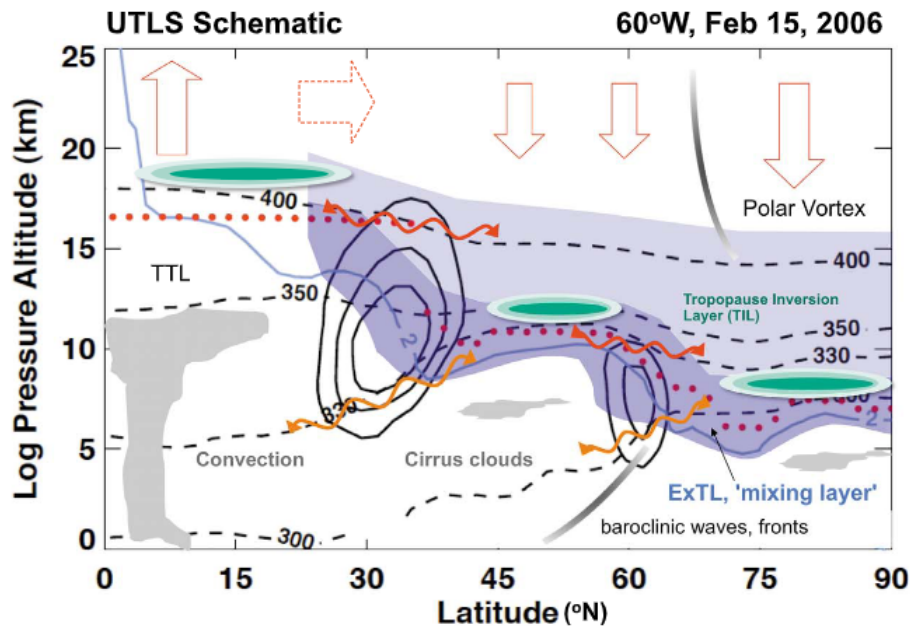 UTLS Schematic
60°W, Feb 15, 2006
Log Pressure Altitude (km)
25
20
15
10
5
0
400
Polar Vortex
TTL
400
350
Tropopause Inversion
Layer (TIL)
350
2
330
330
2
Convection
Cirrus clouds
ExTL, 'mixing layer'
baroclinic waves, fronts
300
0
15
30
45
60
75
90
Latitude (°N)